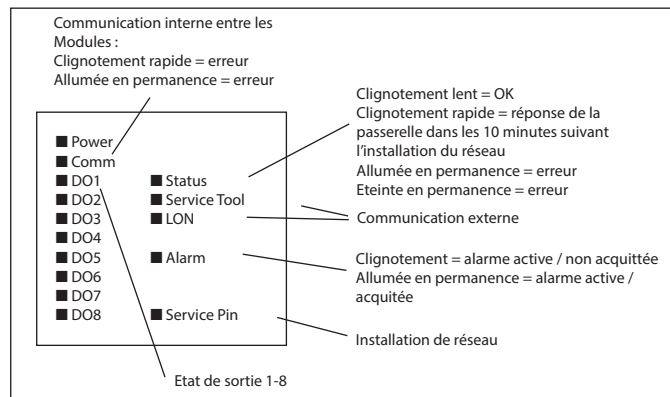 Communication interne entre les
Modules :
Clignotement rapide = erreur
Allumée en permanence = erreur
Clignotement lent = OK
Clignotement rapide = réponse de la
passerelle dans les 10 minutes suivant
l'installation du réseau
Allumée en permanence = erreur
Eteinte en permanence = erreur
Communication externe
Clignotement = alarme active / non acquittée
Allumée en permanence = alarme active /
acquitée
Installation de réseau
Power
Comm
DO1
DO2
DO3
DO4
DO5
DO6
DO7
DO8
Status
Service Tool
LON
Alarm
Service Pin
Etat de sortie 1-8